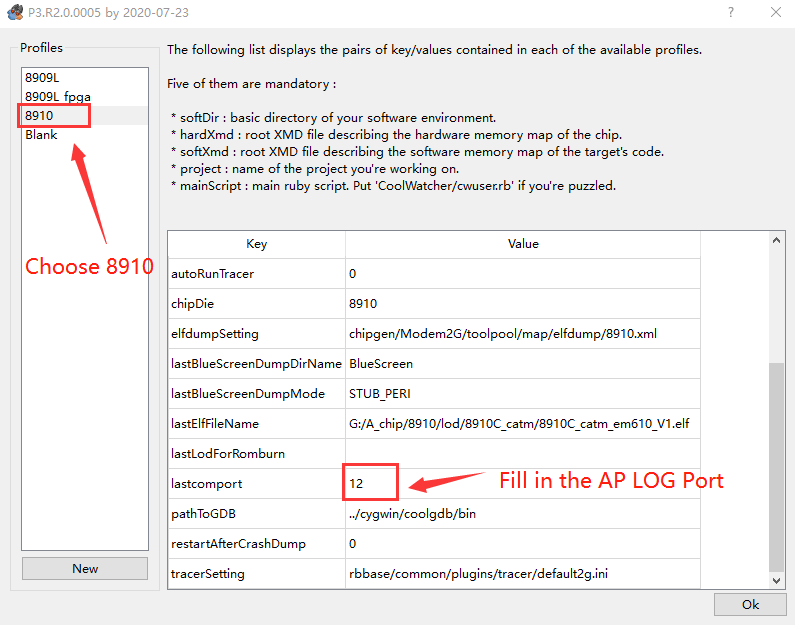 P3.R2.0.0005 by 2020-07-23
Profiles
8909L
8909L fpga
8910
Blank
Choose 8910
New
The following list displays the pairs of key/values contained in each of the available profiles.
Five of them are mandatory :
* softDir : basic directory of your software environment.
* hardXmd : root XMD file describing the hardware memory map of the chip.
* softXmd : root XMD file describing the software memory map of the target's code.
* project : name of the project you're working on.
* mainScript : main ruby script. Put 'CoolWatcher/cwuser.rb' if you're puzzled.
Key Value
autoRunTracer 0
chipDie 8910
elfdumpSetting chipgen/Modem2G/toolpool/map/elfdump/8910.xml
lastBlueScreenDumpDirName BlueScreen
lastBlueScreenDumpMode STUB_PERI
lastElfFileName G:/A_chip/8910/lod/8910C_catm/8910C_catm_em610_V1.elf
lastLodForRomburn
lastcomport 12 Fill in the AP LOG Port
pathToGDB ../cygwin/coolgdb/bin
restartAfterCrashDump 0
tracerSetting rbbase/common/plugins/tracer/default2g.ini
Ok